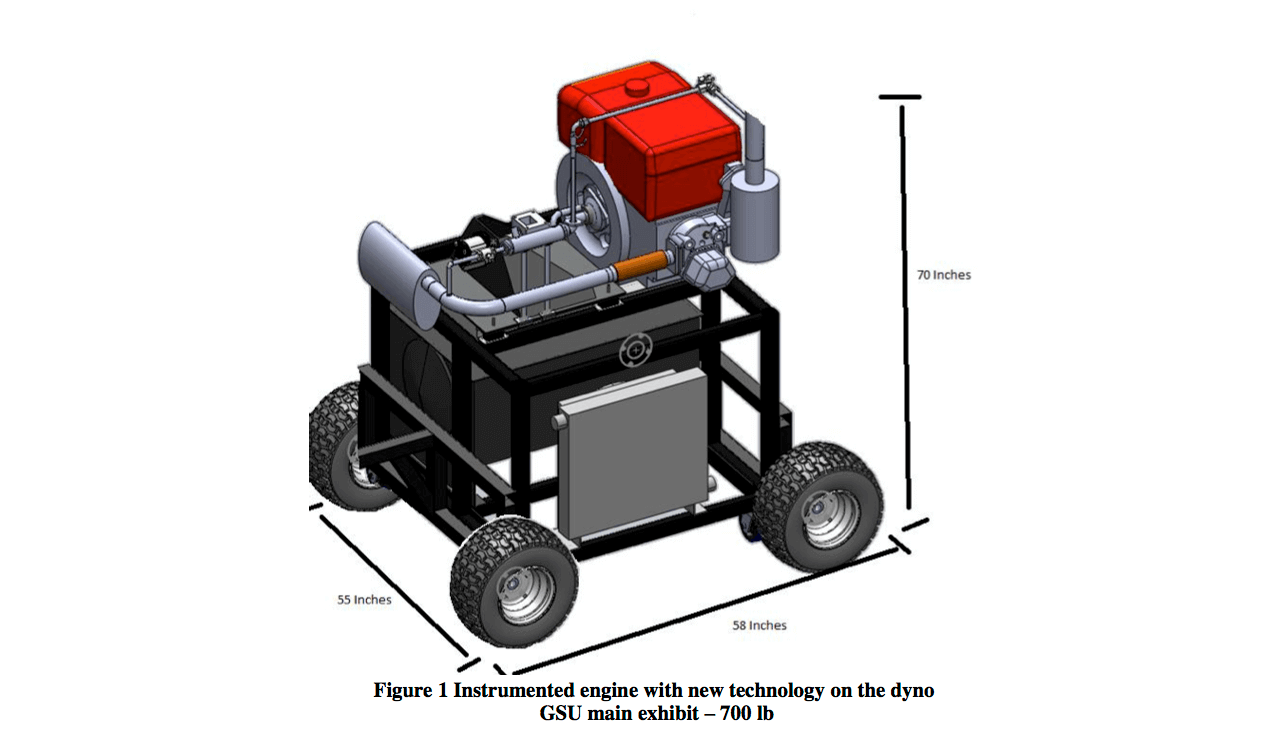 70 Inches
55 Inches
58 Inches
Figure 1 Instrumented engine with new technology on the dyno
GSU main exhibit – 700 lb